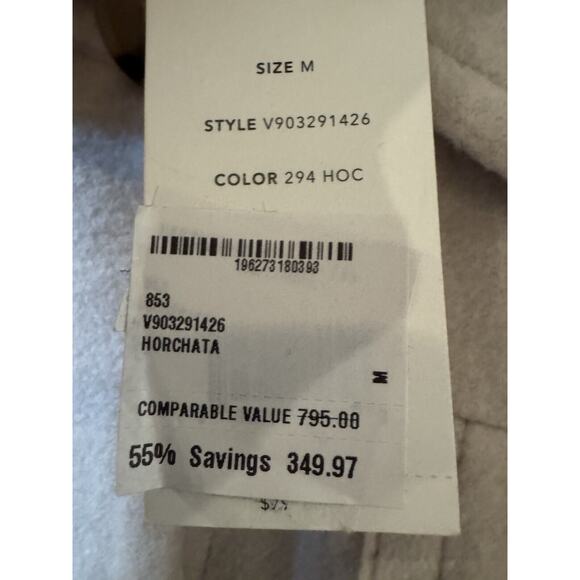 SIZE M
STYLE V903291426
COLOR 294 HOC
196273180393
853
V903291426
HORCHATA
M
COMPARABLE VALUE 795.00
55% Savings 349.97